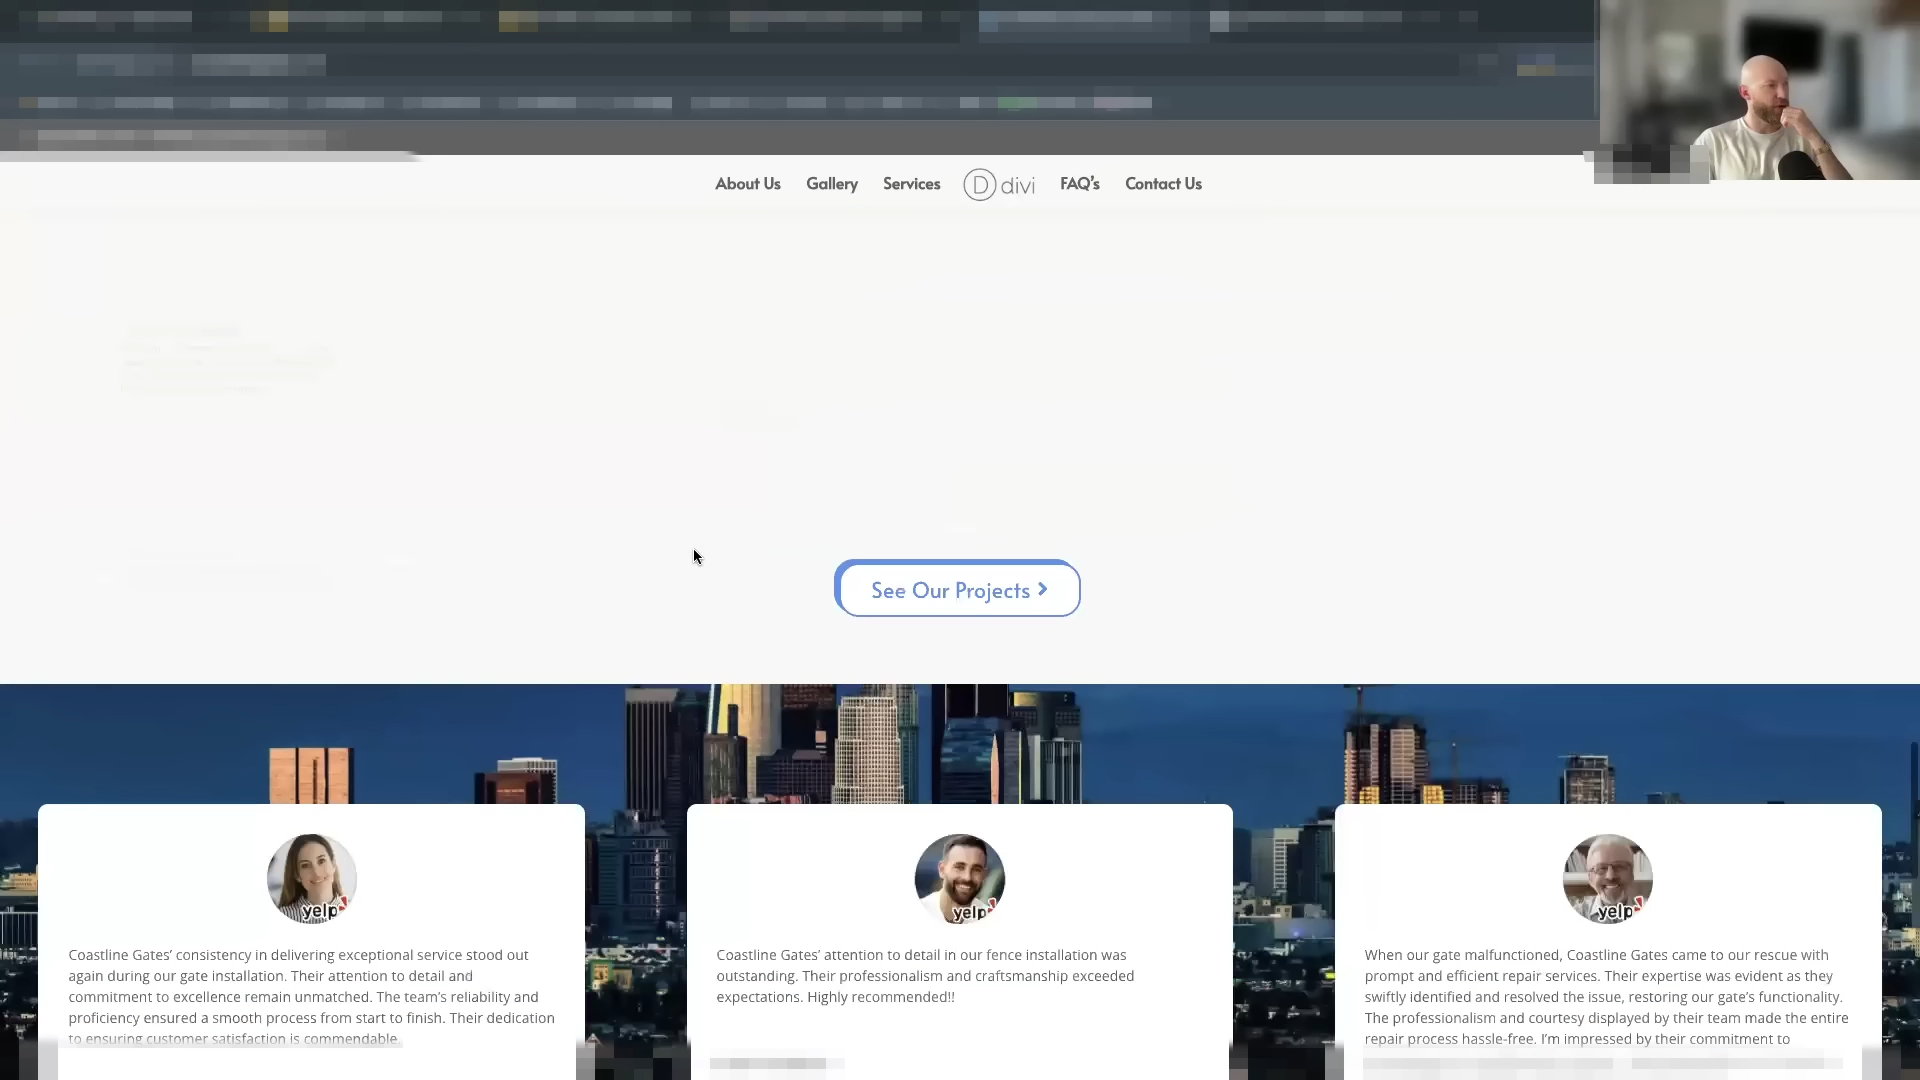 About Us Gallery Services D divi FAQ's Contact Us
See Our Projects
yelp
Coastline Gates’ consistency in delivering exceptional service stood out
again during our gate installation. Their attention to detail and
commitment to excellence remain unmatched. The team’s reliability and
proficiency ensured a smooth process from start to finish. Their dedication
to ensuring customer satisfaction is commendable.
yelp
Coastline Gates’ attention to detail in our fence installation was
outstanding. Their professionalism and craftsmanship exceeded
expectations. Highly recommended!!
yelp
When our gate malfunctioned, Coastline Gates came to our rescue with
prompt and efficient repair services. Their expertise was evident as they
swiftly identified and resolved the issue, restoring our gate’s functionality.
The professionalism and courtesy displayed by their team made the entire
repair process hassle-free. I’m impressed by their commitment to